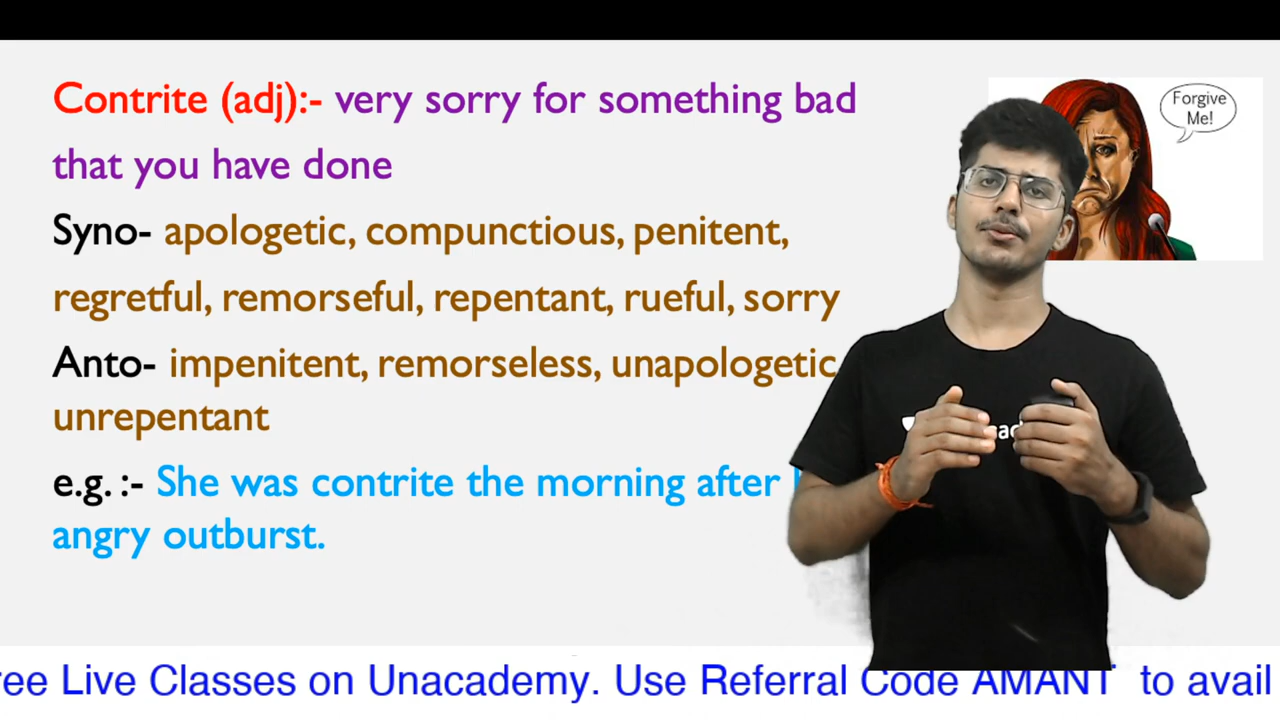 Contrite (adj):- very sorry for something bad
that you have done
Syno- apologetic, compunctious, penitent,
regretful, remorseful, repentant, rueful, sorry
Anto- impenitent, remorseless, unapologetic
unrepentant
e.g. :- She was contrite the morning after
angry outburst.
Forgive
Me!
ree Live Classes on Unacademy. Use Referral Code AMANT to avail